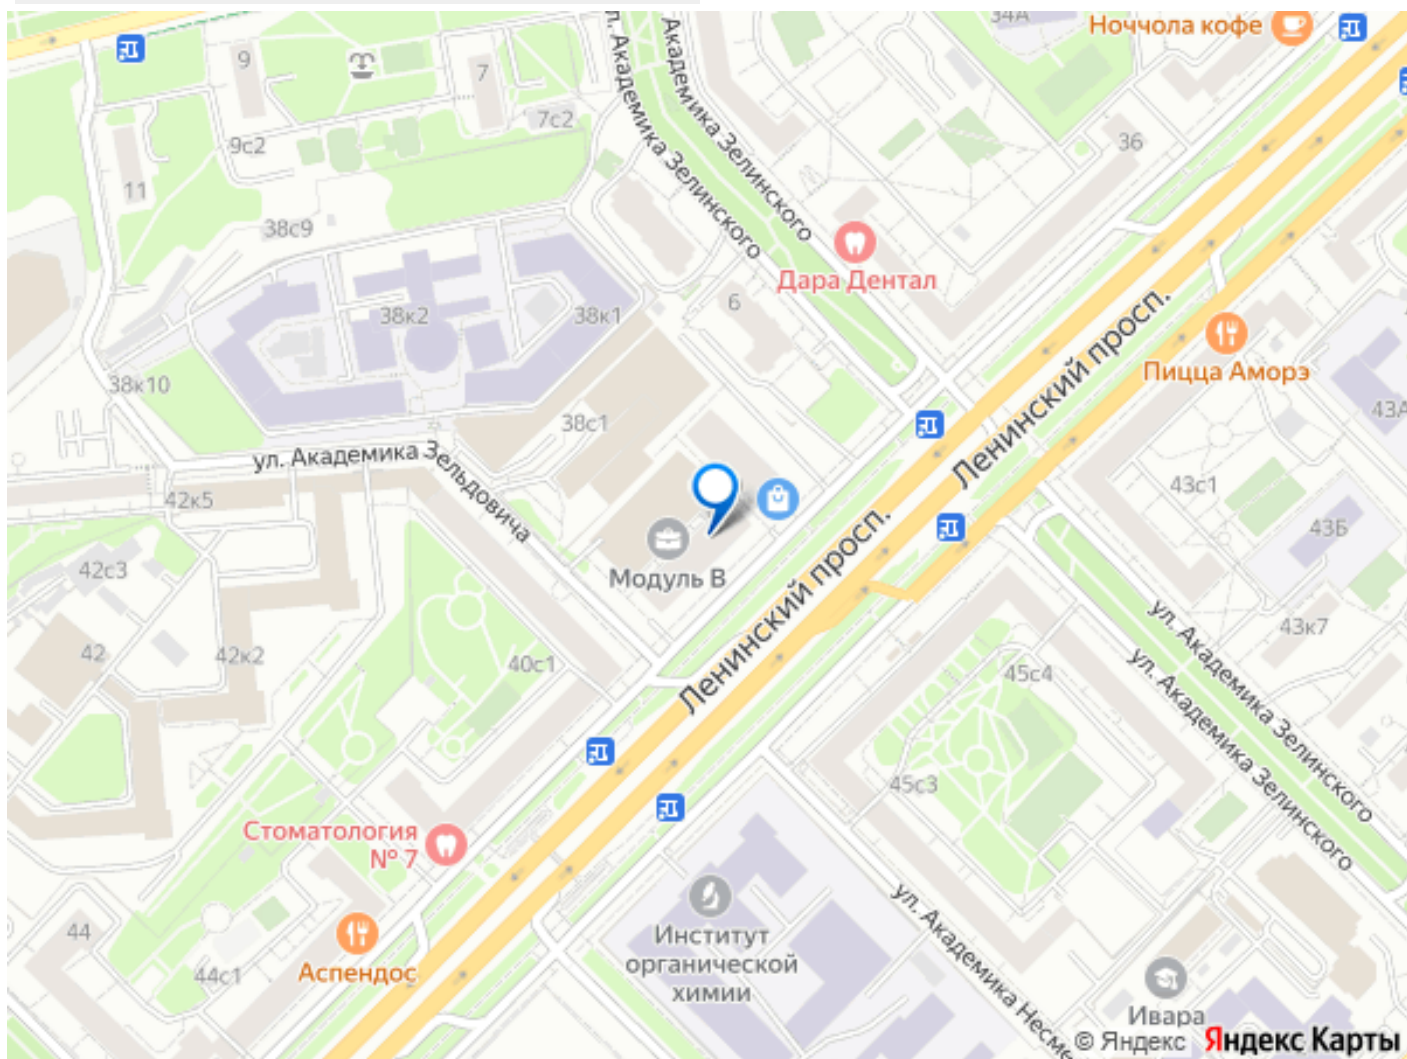 34А
Ноччола кофе
ул. Академика Зелинского
Академика Зелинского
9
7
7с2
9с2
11
36
38с9
Дара Дентал
38к2
38к1
6
Ленинский просп.
Пицца Аморэ
38к10
38с1
43А
ул. Академика Зельдовича
42к5
43с1
43Б
Модуль В
Ленинский просп.
42с3
42
42к2
40с1
45с4
43к7
ул. Академика Зелинского
ул. Академика Зелинского
45с3
Стоматология
№ 7
44
44с1
Аспендос
Институт
органической
химии
ул. Академика Несме
Ивара
© Яндекс Яндекс Карты